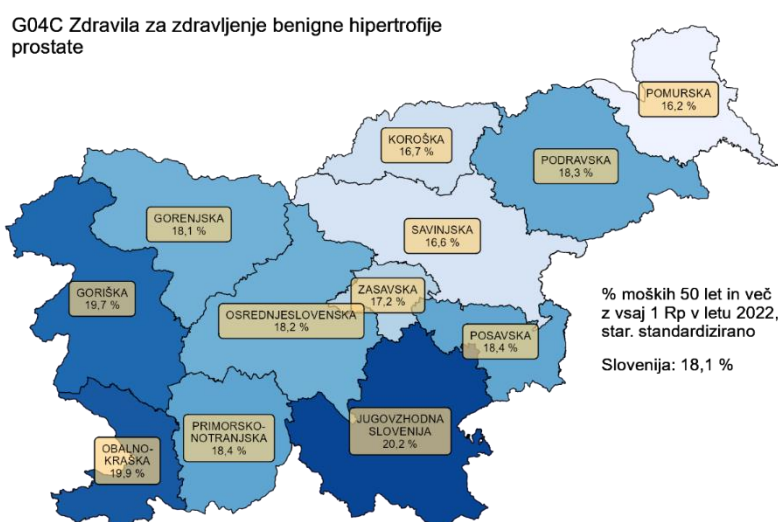 G04C Zdravila za zdravljenje benigne hipertrofije
prostate
POMURSKA
16,2 %
KOROŠKA
16,7 %
PODRAVSKA
18,3 %
GORENJSKA
18,1 %
SAVINJSKA
16,6 %
GORIŠKA
19,7 %
ZASAVSKA
17,2 %
OSREDNJESLOVENSKA
18,2 %
POSAVSKA
18,4 %
% moških 50 let in več
z vsaj 1 Rp v letu 2022,
star. standardizirano
Slovenija: 18,1 %
PRIMORSKO-
NOTRANJSKA
18,4 %
JUGOVZHODNA
SLOVENIJA
20,2 %
OBALNO-
KRAŠKA
19,9 %